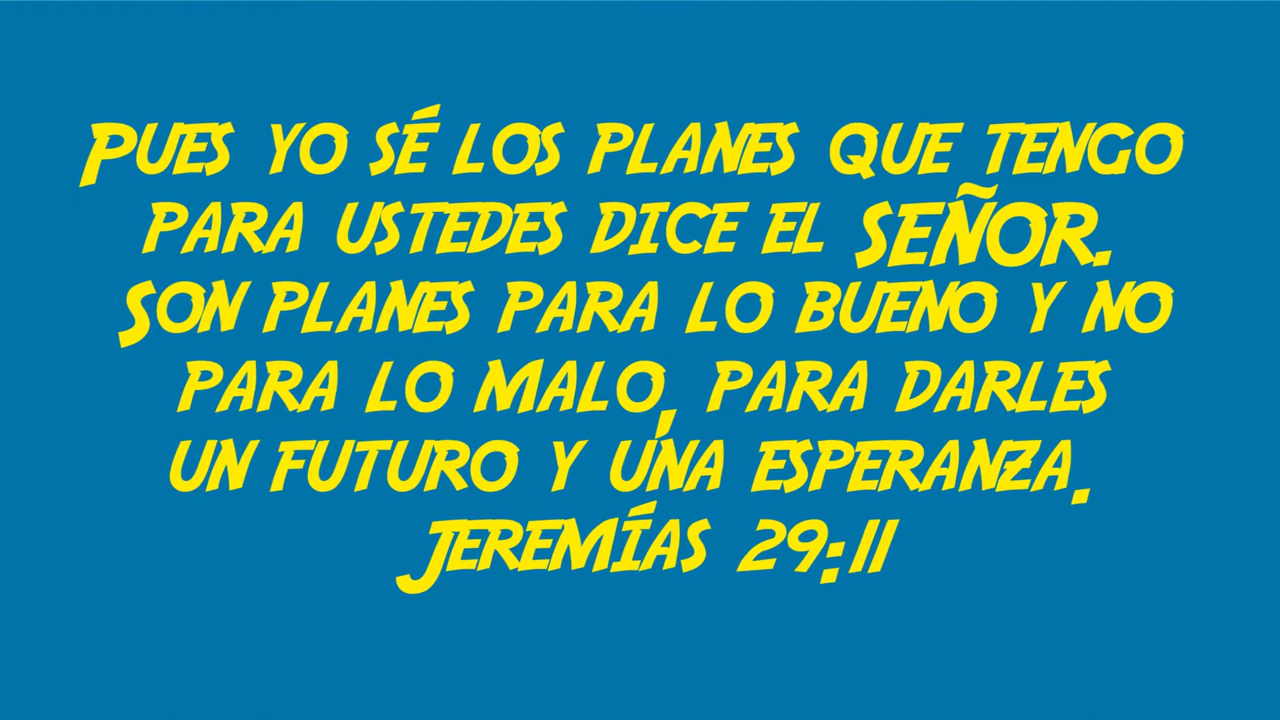 Pues yo sé los planes que tengo
para ustedes dice el SEÑOR.
Son planes para lo bueno y no
para lo malo, para darles
un futuro y una esperanza.
Jeremías 29:11